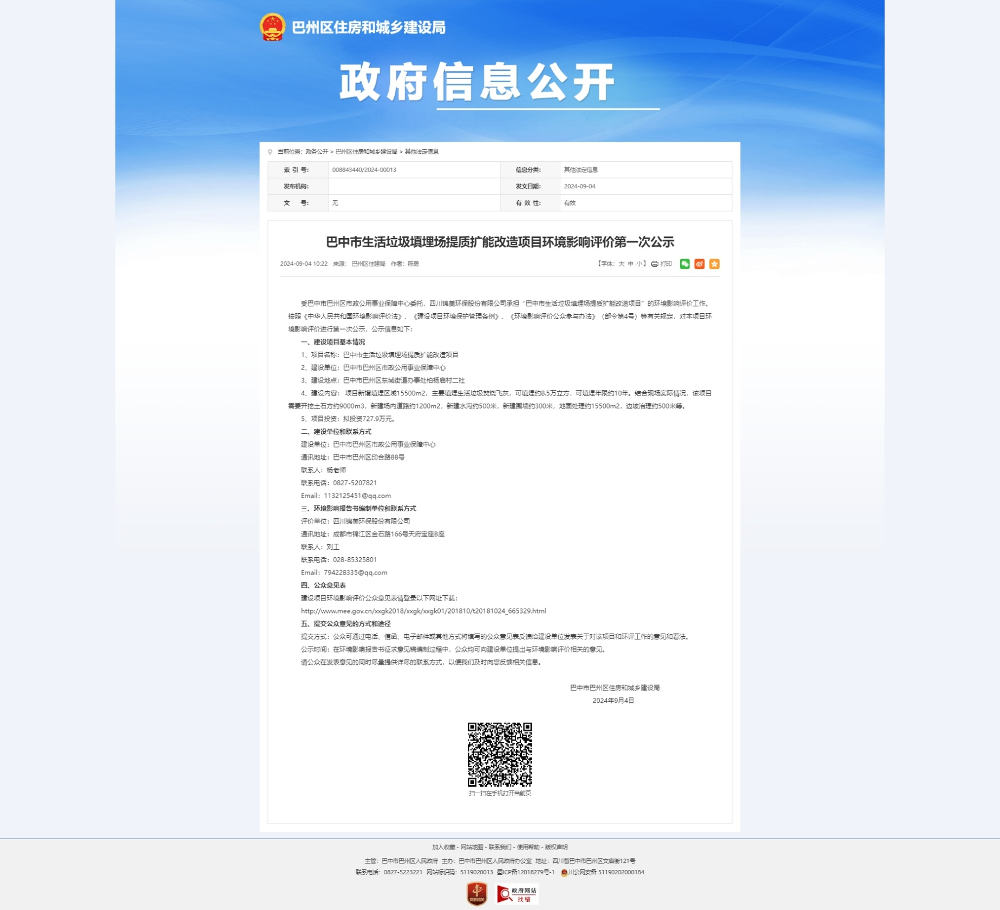 巴州区住房和城乡建设局
政府信息公开
当前位置：政务公开 > 巴州区住房和城乡建设局 > 其他法定信息
索 引 号： 008843440/2024-00013 信息分类： 其他法定信息
发布机构： 发文日期： 2024-09-04
文 号： 无 有 效 性： 有效
巴中市生活垃圾填埋场提质扩能改造项目环境影响评价第一次公示
2024-09-04 10:22 来源： 巴州区住建局 作者：陈勇 【字体：大 中 小】 打印
受巴中市巴州区市政公用事业保障中心委托，四川锦美环保股份有限公司承担“巴中市生活垃圾填埋场提质扩能改造项目”的环境影响评价工作。
按照《中华人民共和国环境影响评价法》、《建设项目环境保护管理条例》、《环境影响评价公众参与办法》（部令第4号）等有关规定，对本项目环
境影响评价进行第一次公示，公示信息如下：
一、建设项目基本情况
1、项目名称：巴中市生活垃圾填埋场提质扩能改造项目
2、建设单位：巴中市巴州区市政公用事业保障中心
3、建设地点：巴中市巴州区东城街道办事处柏杨庙村二社
4、建设内容： 项目新增填埋区域15500m2，主要填埋生活垃圾焚烧飞灰，可填埋约8.5万立方，可填埋年限约10年。结合现场实际情况，该项目
需要开挖土石方约9000m3，新建场内道路约1200m2，新建水沟约500米，新建围墙约300米，地面处理约15500m2，边坡治理约500米等。
5、项目投资：拟投资727.9万元。
二、建设单位和联系方式
建设单位：巴中市巴州区市政公用事业保障中心
通讯地址：巴中市巴州区印合路88号
联系人：杨老师
联系电话：0827-5207821
Email：1132125451@qq.com
三、环境影响报告书编制单位和联系方式
评价单位：四川锦美环保股份有限公司
通讯地址：成都市锦江区金石路166号天府宝座B座
联系人：刘工
联系电话：028-85325801
Email：794228335@qq.com
四、公众意见表
建设项目环境影响评价公众意见表请登录以下网址下载：
http://www.mee.gov.cn/xxgk2018/xxgk/xxgk01/201810/t20181024_665329.html
五、提交公众意见的方式和途径
提交方式：公众可通过电话、信函、电子邮件或其他方式将填写的公众意见表反馈给建设单位发表关于对该项目和环评工作的意见和看法。
公示时间：在环境影响报告书征求意见稿编制过程中，公众均可向建设单位提出与环境影响评价相关的意见。
请公众在发表意见的同时尽量提供详尽的联系方式，以便我们及时向您反馈相关信息。
巴中市巴州区住房和城乡建设局
2024年9月4日
扫一扫在手机打开当前页
加入收藏 - 网站地图 - 联系我们 - 使用帮助 - 版权声明
主管：巴中市巴州区人民政府 主办：巴中市巴州区人民政府办公室 地址：四川省巴中市巴州区文庙街121号
联系电话：0827-5223221 网站标识码：5119020013 蜀ICP备12018279号-1 川公网安备 51190202000184
党政机关
政府网站
找错